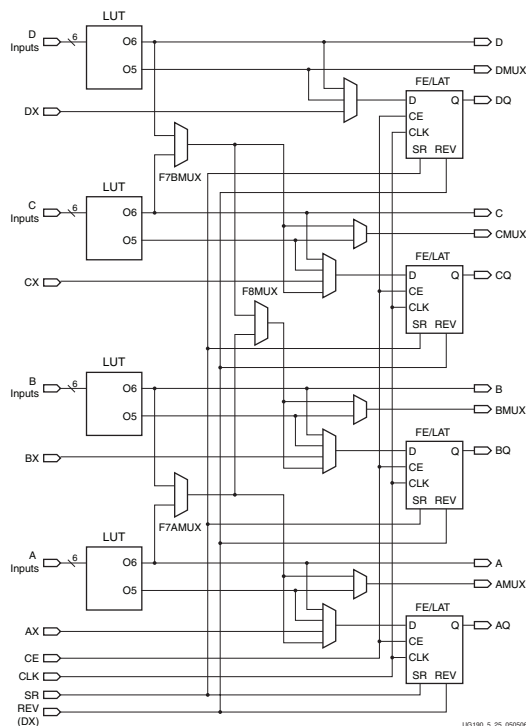 LUT
D
Inputs
6
O6
O5
D
DMUX
DX
FE/LAT
D
Q
DQ
CE
CLK
SR REV
F7BMUX
LUT
C
Inputs
6
O6
O5
C
CMUX
CX
FE/LAT
D
Q
CQ
CE
CLK
SR REV
F8MUX
LUT
B
Inputs
6
O6
O5
B
BMUX
BX
FE/LAT
D
Q
BQ
CE
CLK
SR REV
F7AMUX
LUT
A
Inputs
6
O6
O5
A
AMUX
AX
FE/LAT
D
Q
AQ
CE
CLK
SR REV
CE
CLK
SR
REV
(DX)
UG190_5_25_050506